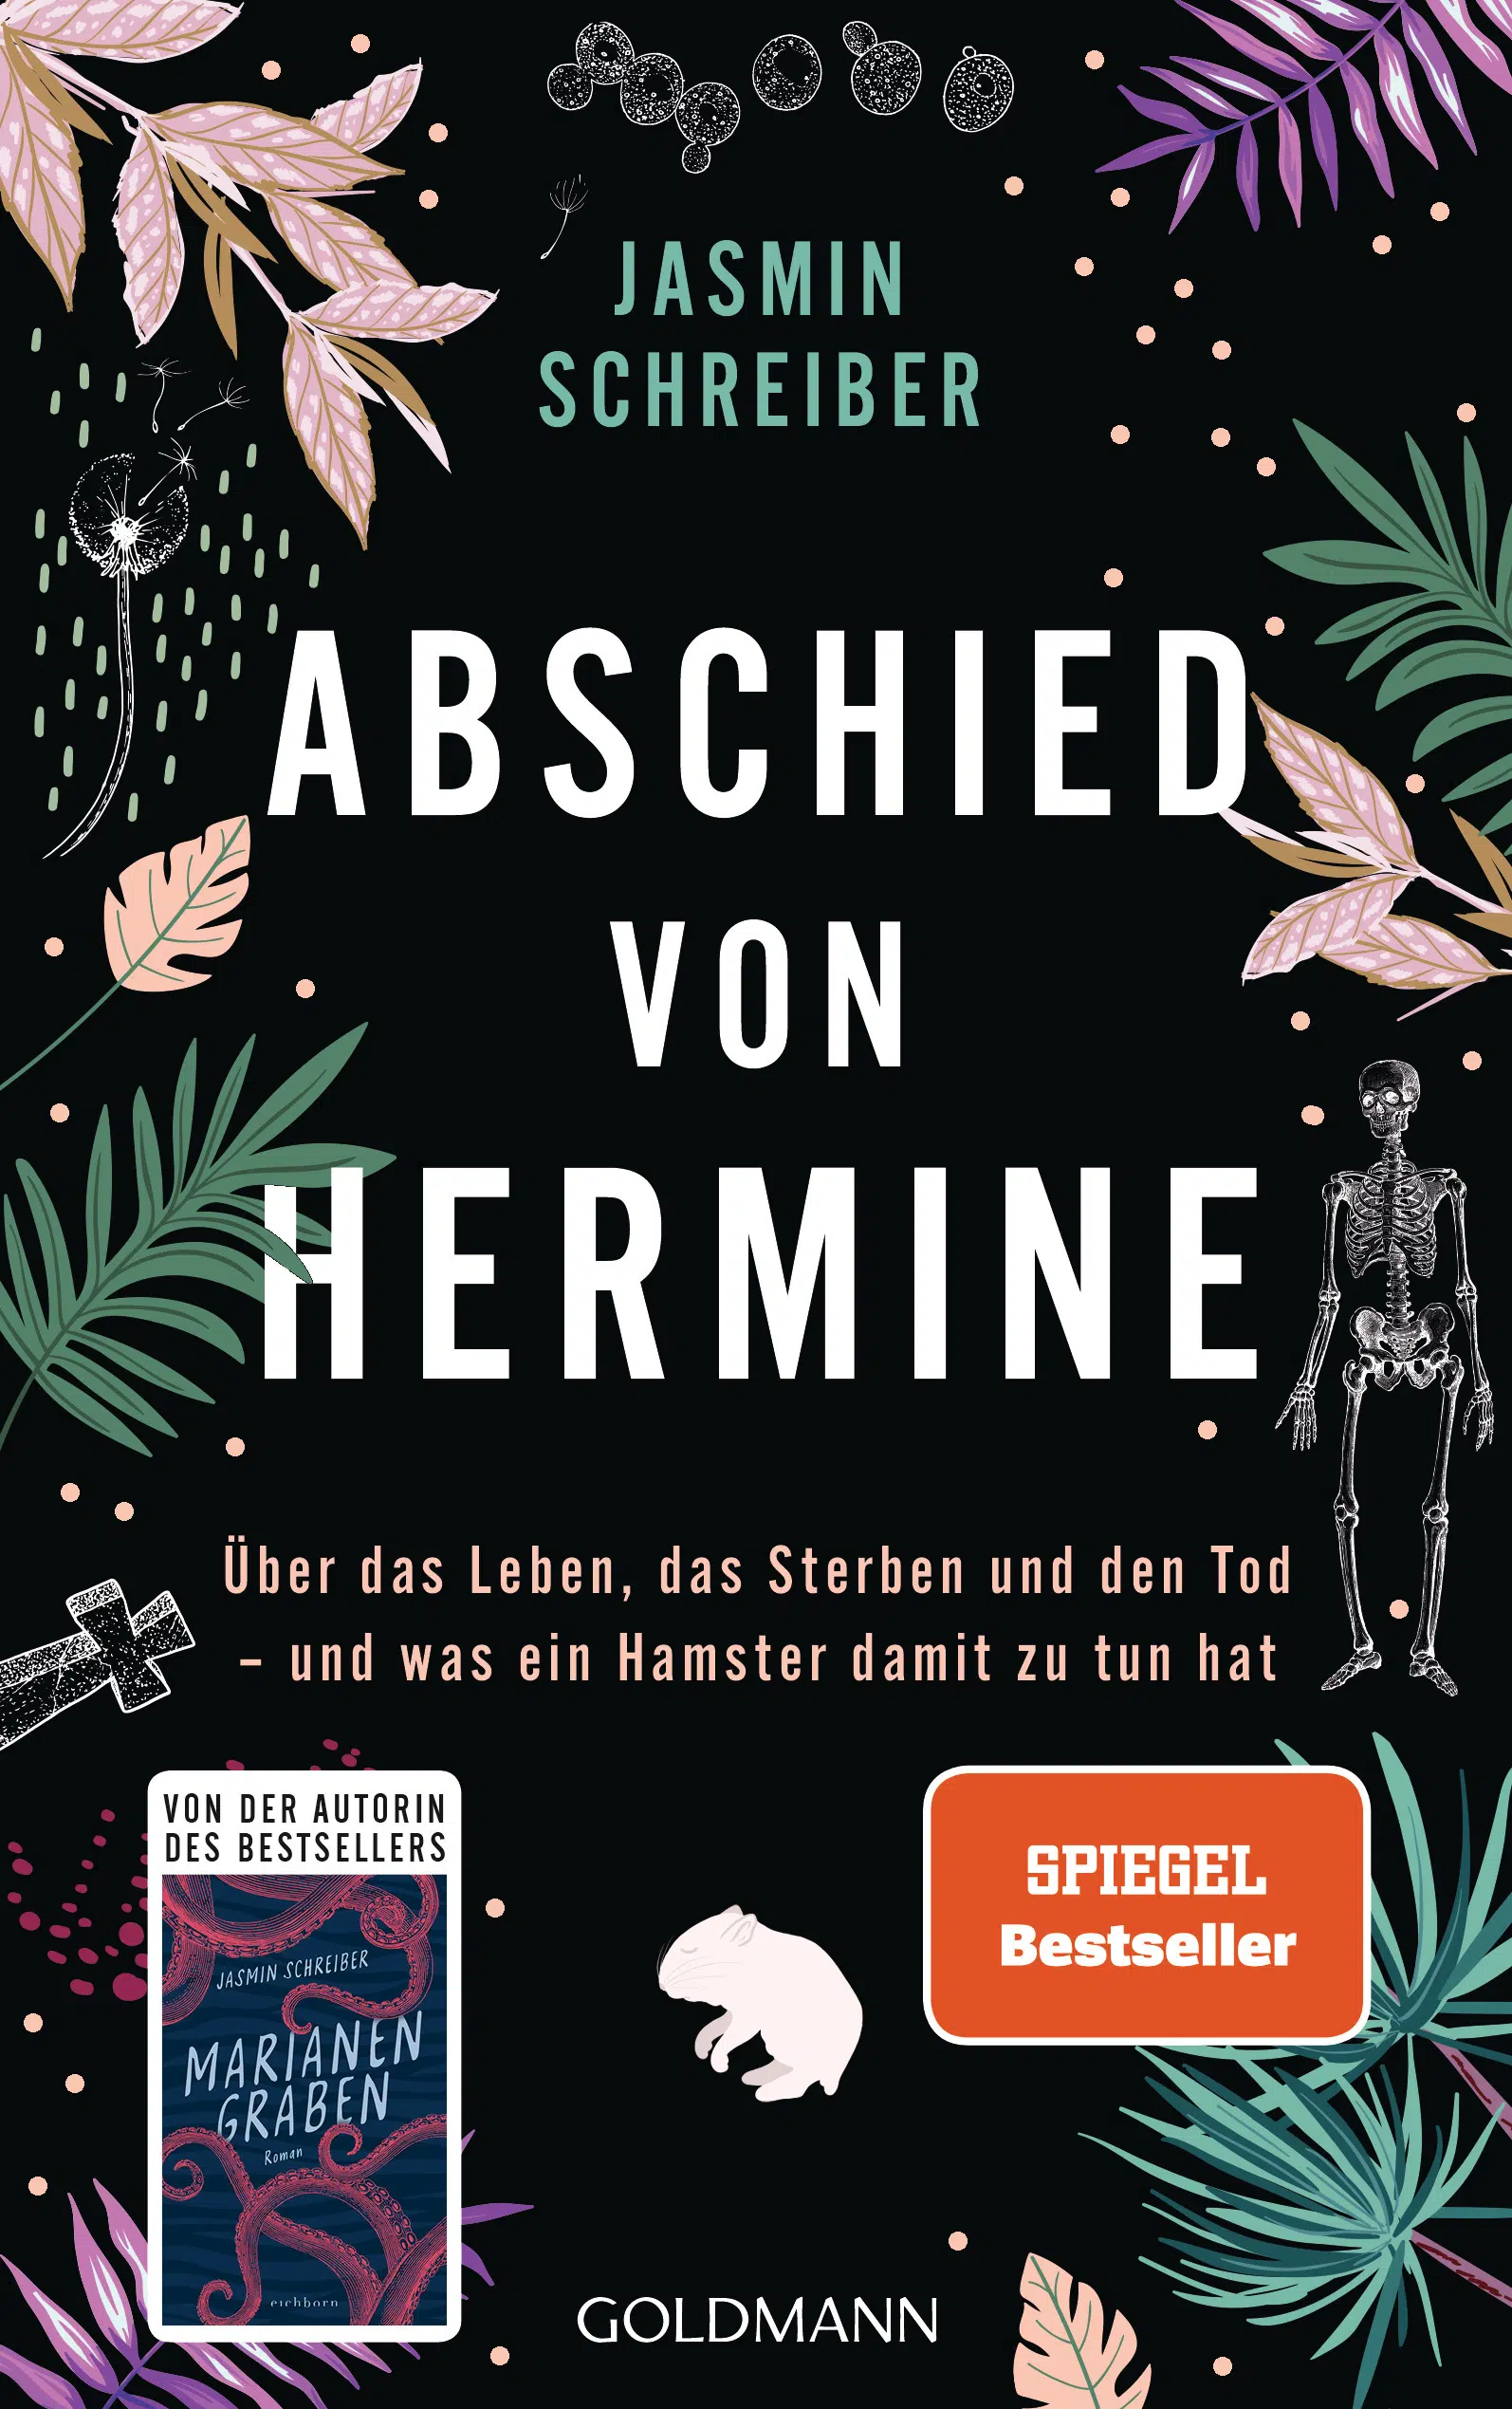 JASMIN
SCHREIBER
ABSCHIED
VON
HERMINE
Über das Leben, das Sterben und den Tod
– und was ein Hamster damit zu tun hat
VON DER AUTORIN
DES BESTSELLERS
JASMIN SCHREIBER
MARIANEN
GRABEN
Roman
eichborn
SPIEGEL
Bestseller
GOLDMANN